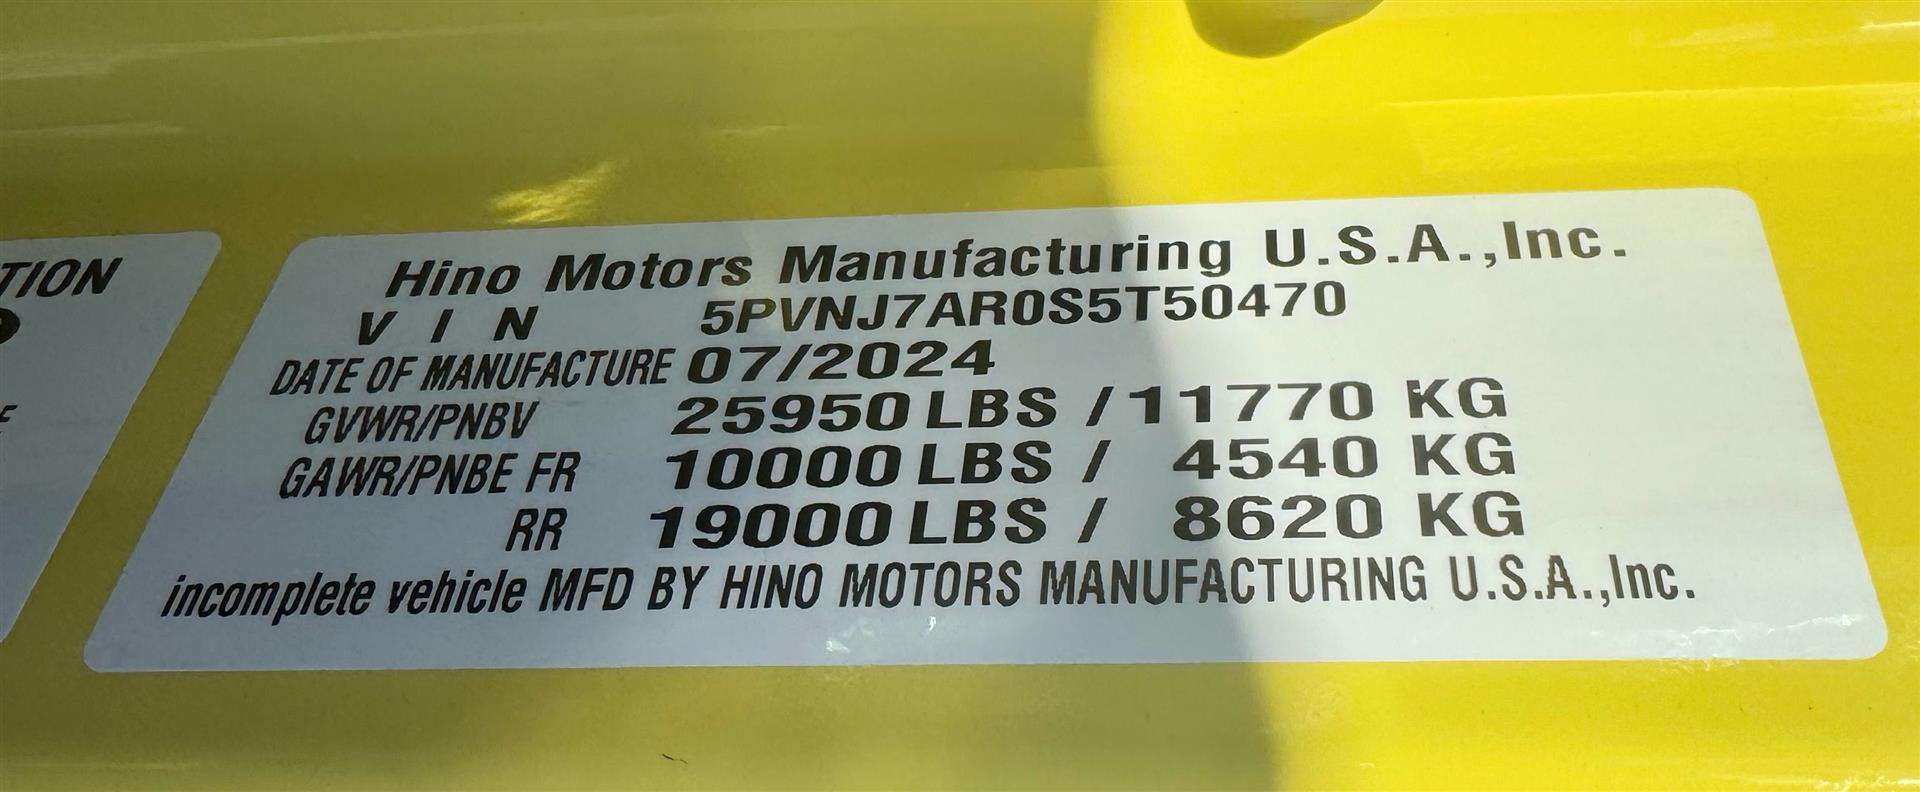 TION
Hino Motors Manufacturing U.S.A.,Inc.
V I N 5PVNJ7AR0S5T50470
DATE OF MANUFACTURE 07/2024
GVWR/PNBV 25950 LBS / 11770 KG
GAWR/PNBE FR 10000 LBS / 4540 KG
RR 19000 LBS / 8620 KG
incomplete vehicle MFD BY HINO MOTORS MANUFACTURING U.S.A.,Inc.